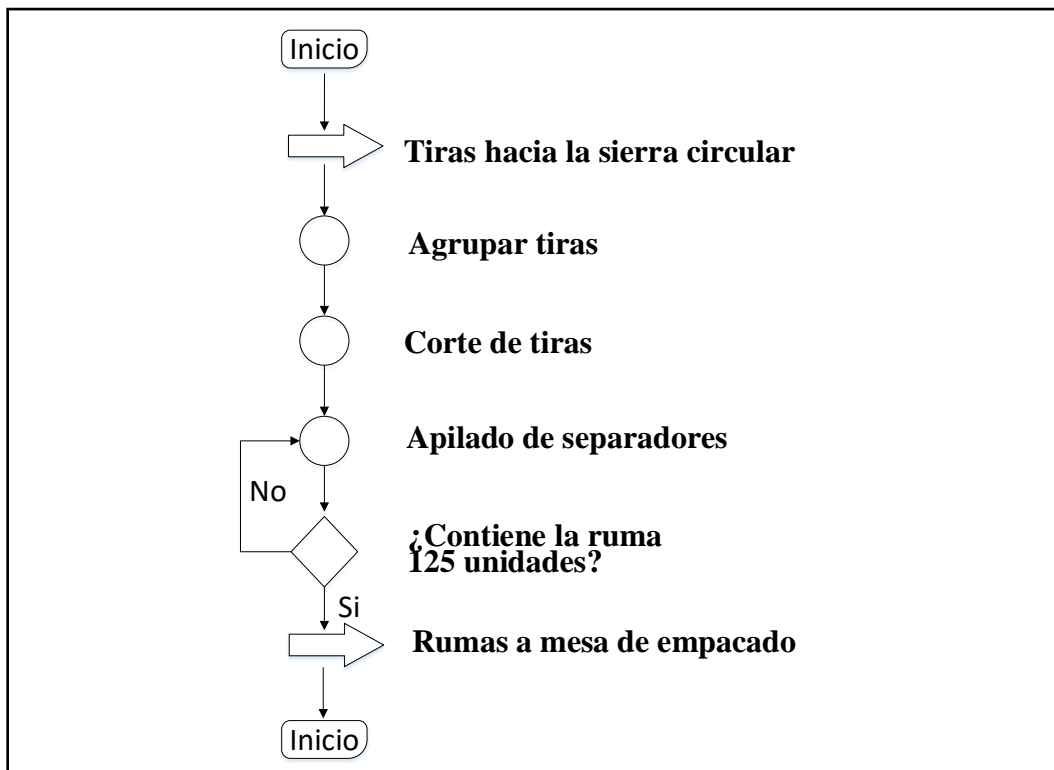 Inicio
Tiras hacia la sierra circular
Agrupar tiras
Corte de tiras
Apilado de separadores
No
¿Contiene la ruma
125 unidades?
Si
Rumas a mesa de empacado
Inicio